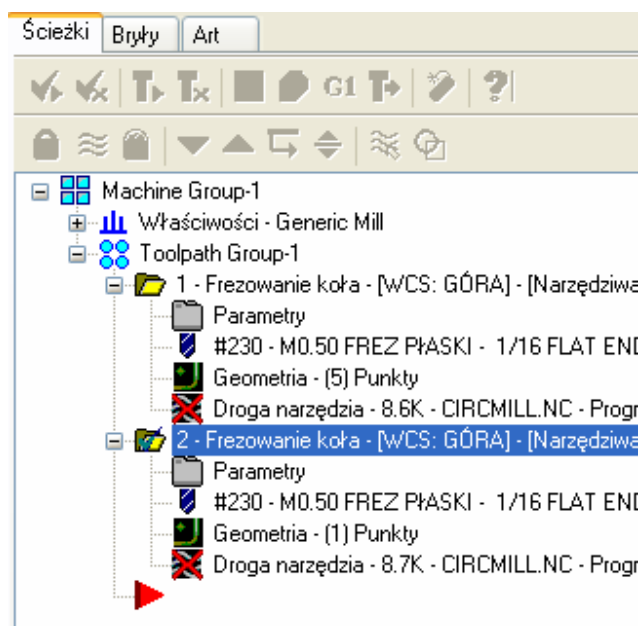 Ścieżki Bryły Art
G1
Machine Group-1
Właściwości - Generic Mill
Toolpath Group-1
1 - Frezowanie koła - [WCS: GÓRA] - [Narzędziwa
Parametry
#230 - M0.50 FREZ PŁASKI - 1/16 FLAT END
Geometria - (5) Punkty
Droga narzędzia - 8.6K - CIRCMILL.NC - Progr
2 - Frezowanie koła - [WCS: GÓRA] - [Narzędziwa
Parametry
#230 - M0.50 FREZ PŁASKI - 1/16 FLAT END
Geometria - (1) Punkty
Droga narzędzia - 8.7K - CIRCMILL.NC - Progr